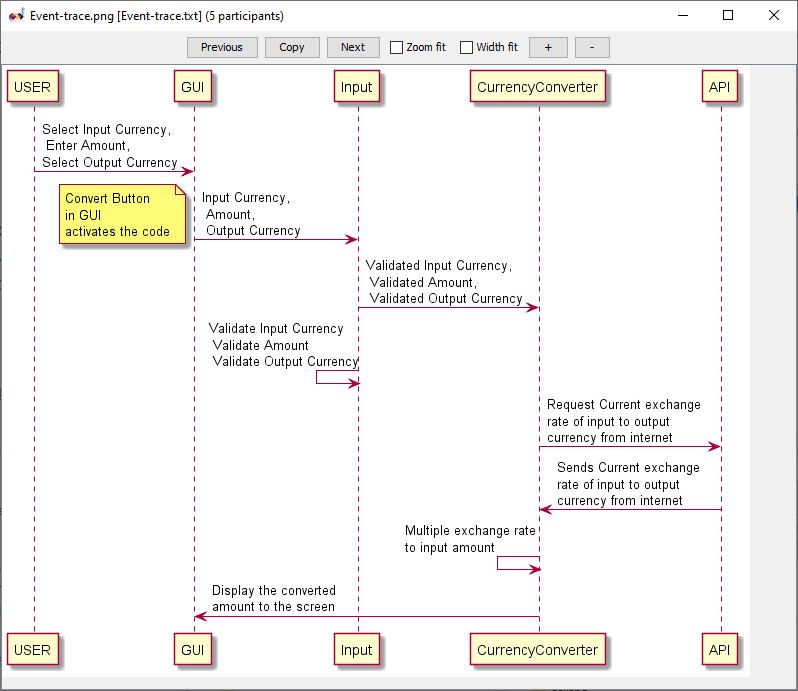 Event-trace.png [Event-trace.txt] (5 participants)
Previous Copy Next Zoom fit Width fit + -
USER GUI Input CurrencyConverter API
Select Input Currency,
Enter Amount,
Select Output Currency
Convert Button
in GUI
activates the code
Input Currency,
Amount,
Output Currency
Validated Input Currency,
Validated Amount,
Validated Output Currency
Validate Input Currency
Validate Amount
Validate Output Currency
Request Current exchange
rate of input to output
currency from internet
Sends Current exchange
rate of input to output
currency from internet
Multiple exchange rate
to input amount
Display the converted
amount to the screen
USER GUI Input CurrencyConverter API